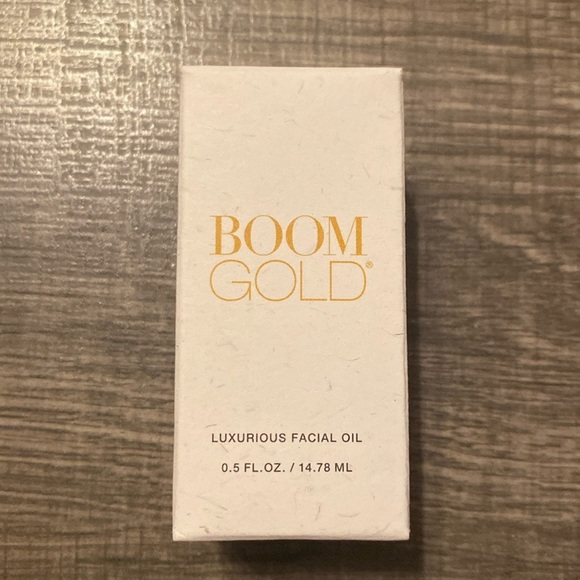 BOOM
GOLD®
LUXURIOUS FACIAL OIL
0.5 FL.OZ. / 14.78 ML